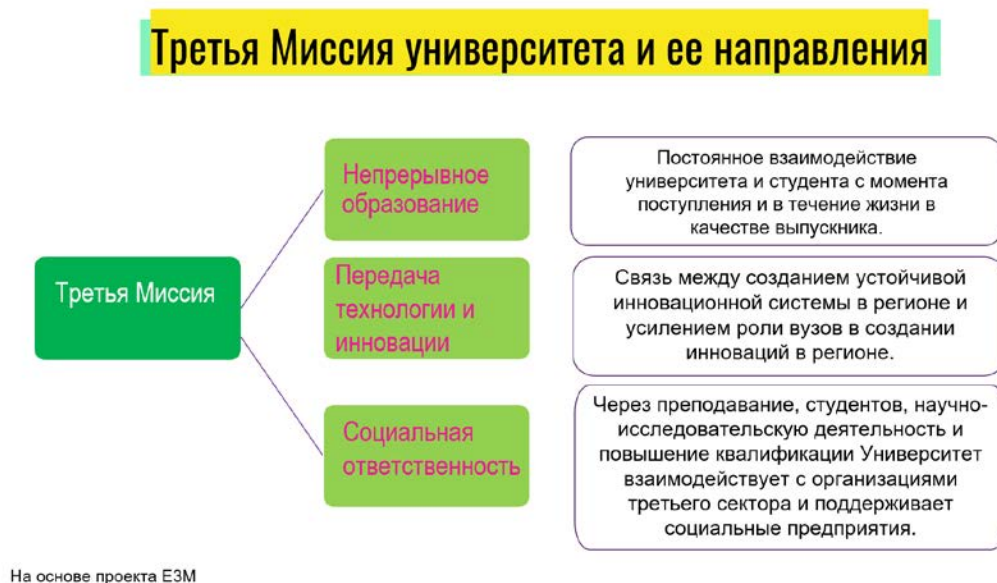 Третья Миссия университета и ее направления
Третья Миссия
Непрерывное
образование
Постоянное взаимодействие
университета и студента с момента
поступления и в течение жизни в
качестве выпускника.
Передача
технологии и
инновации
Связь между созданием устойчивой
инновационной системы в регионе и
усилением роли вузов в создании
инноваций в регионе.
Социальная
ответственность
Через преподавание, студентов, научно-
исследовательскую деятельность и
повышение квалификации Университет
взаимодействует с организациями
третьего сектора и поддерживает
социальные предприятия.
На основе проекта E3M